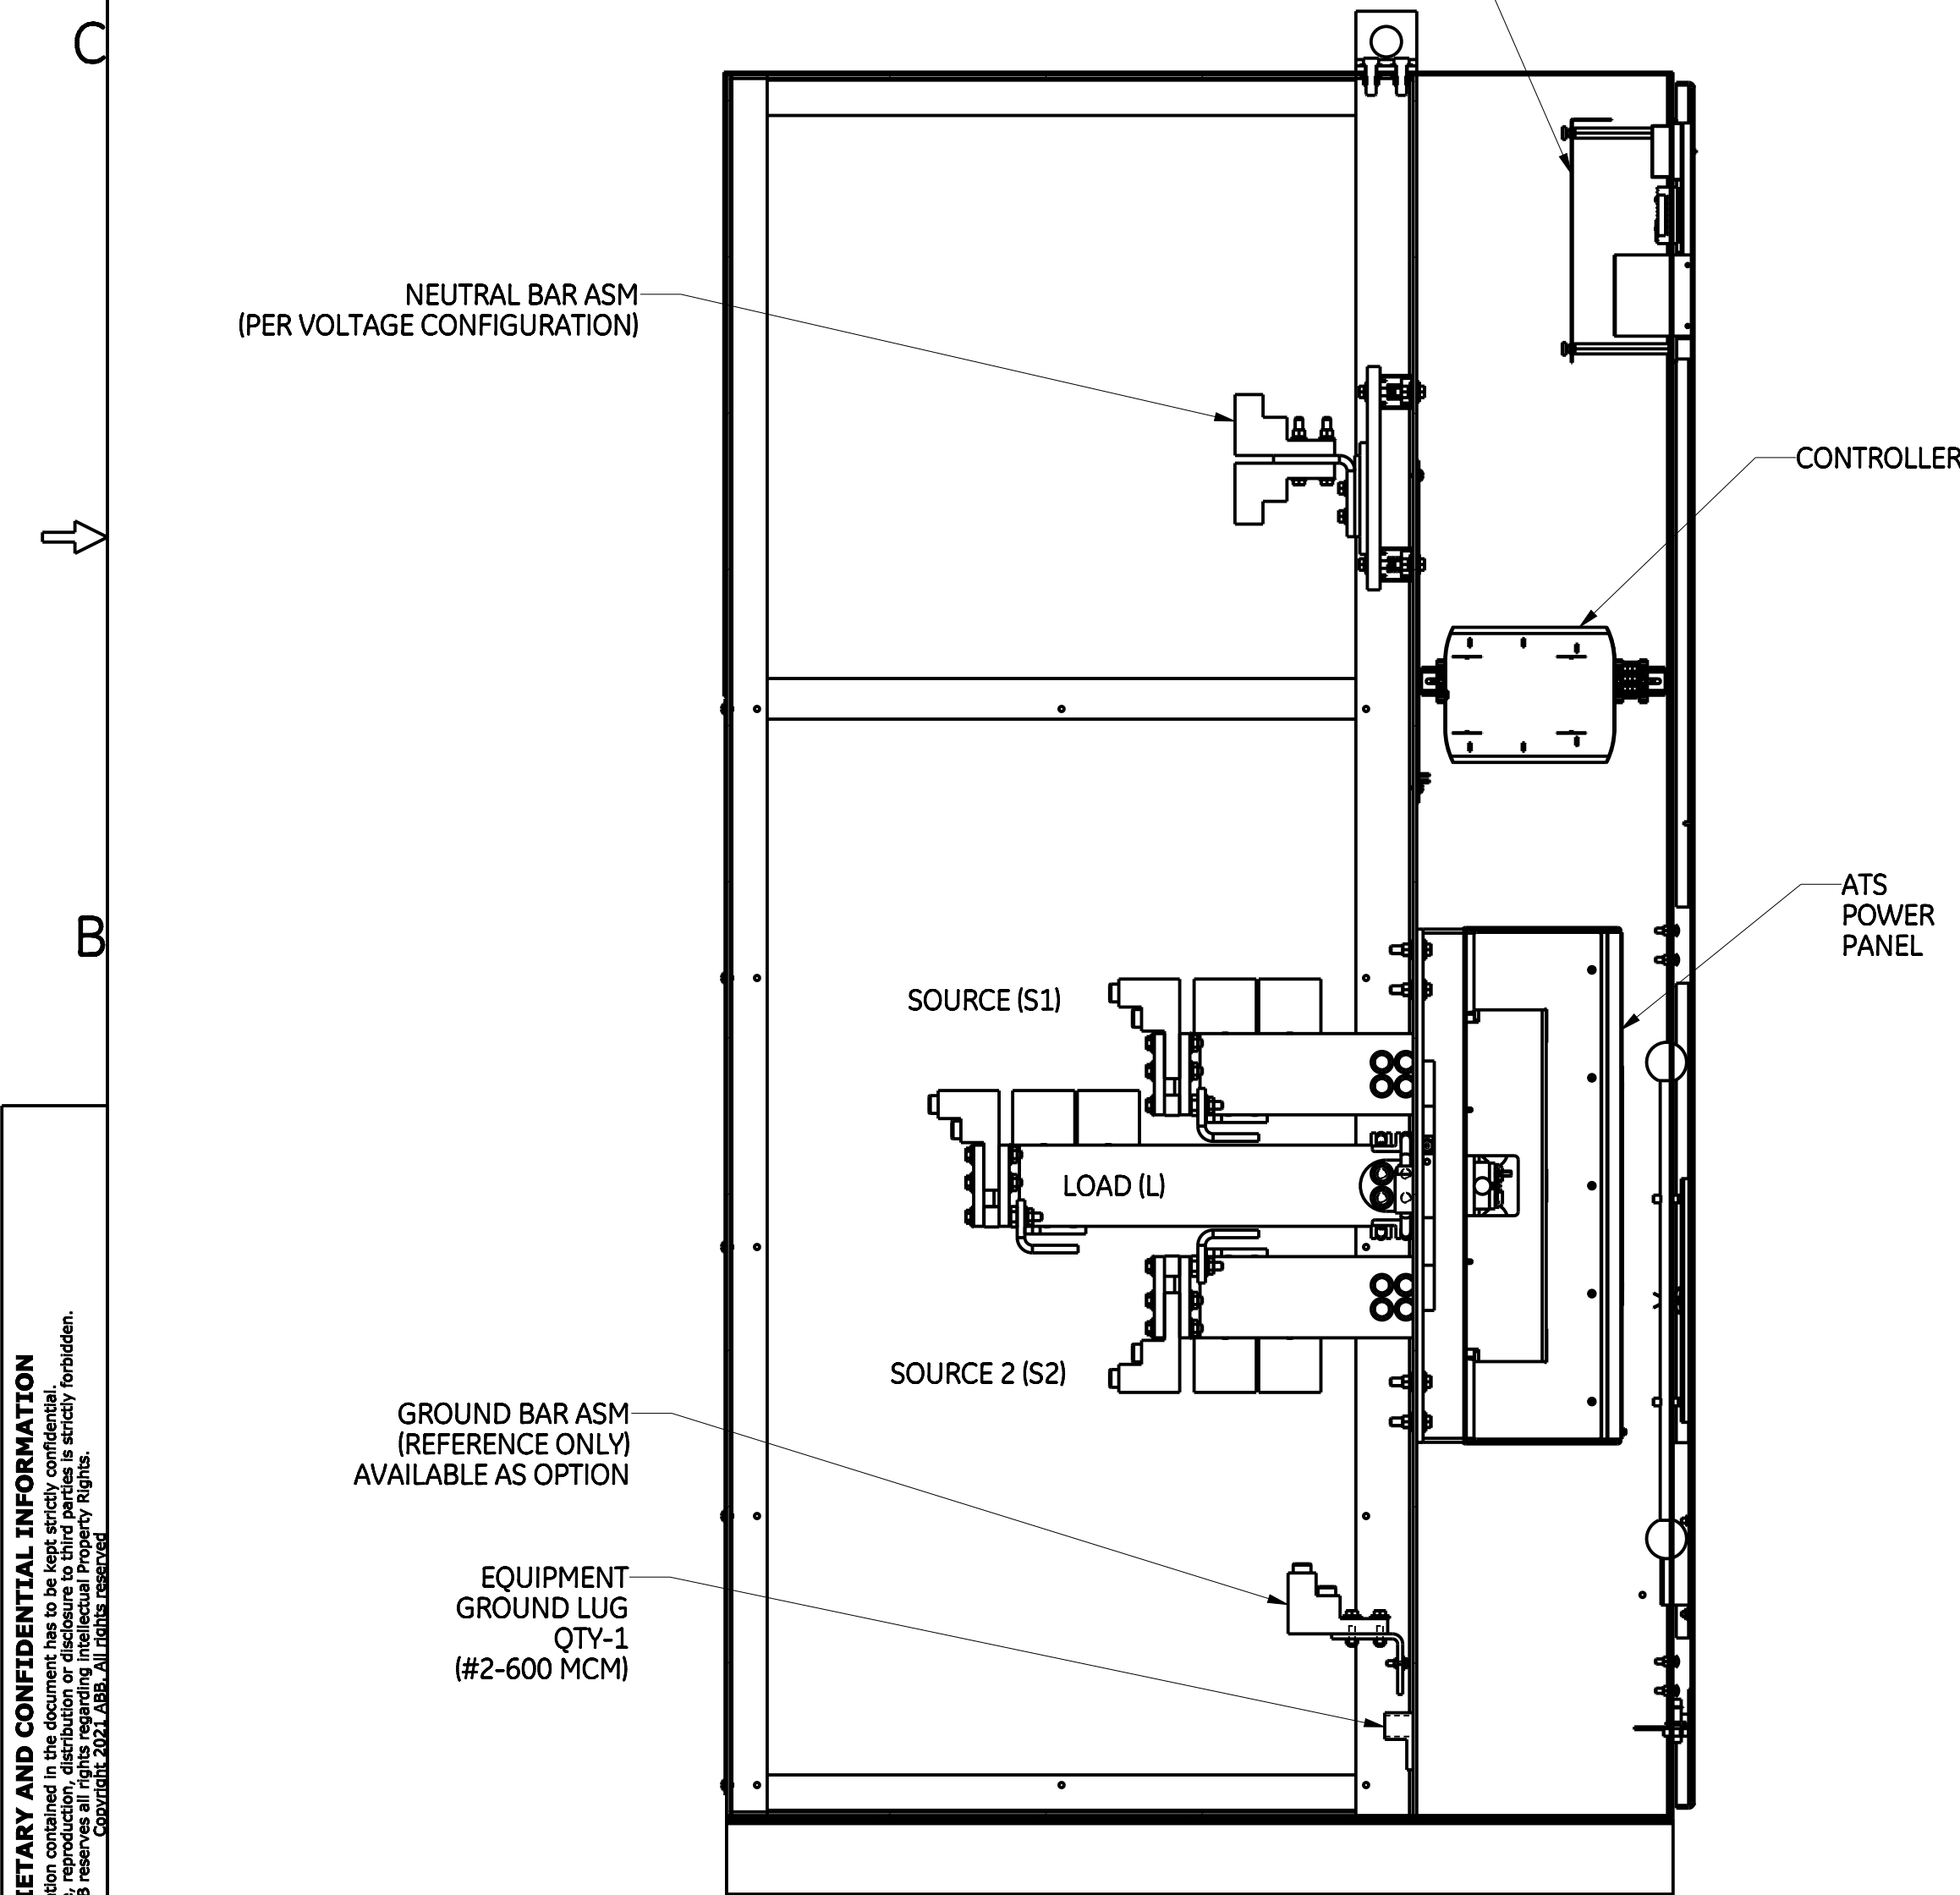 C
NEUTRAL BAR ASM
(PER VOLTAGE CONFIGURATION)
CONTROLLER
B
ATS
POWER
PANEL
SOURCE (S1)
LOAD (L)
SOURCE 2 (S2)
GROUND BAR ASM
(REFERENCE ONLY)
AVAILABLE AS OPTION
EQUIPMENT
GROUND LUG
QTY-1
(#2-600 MCM)
AND CONFIDENTIAL INFORMATION
contained in the document has to be kept strictly confidential.
reproduction, distribution or disclosure to third parties is strictly forbidden.
reserves all rights regarding intellectual Property Rights.
Copyright 2021 ABB. All rights reserved